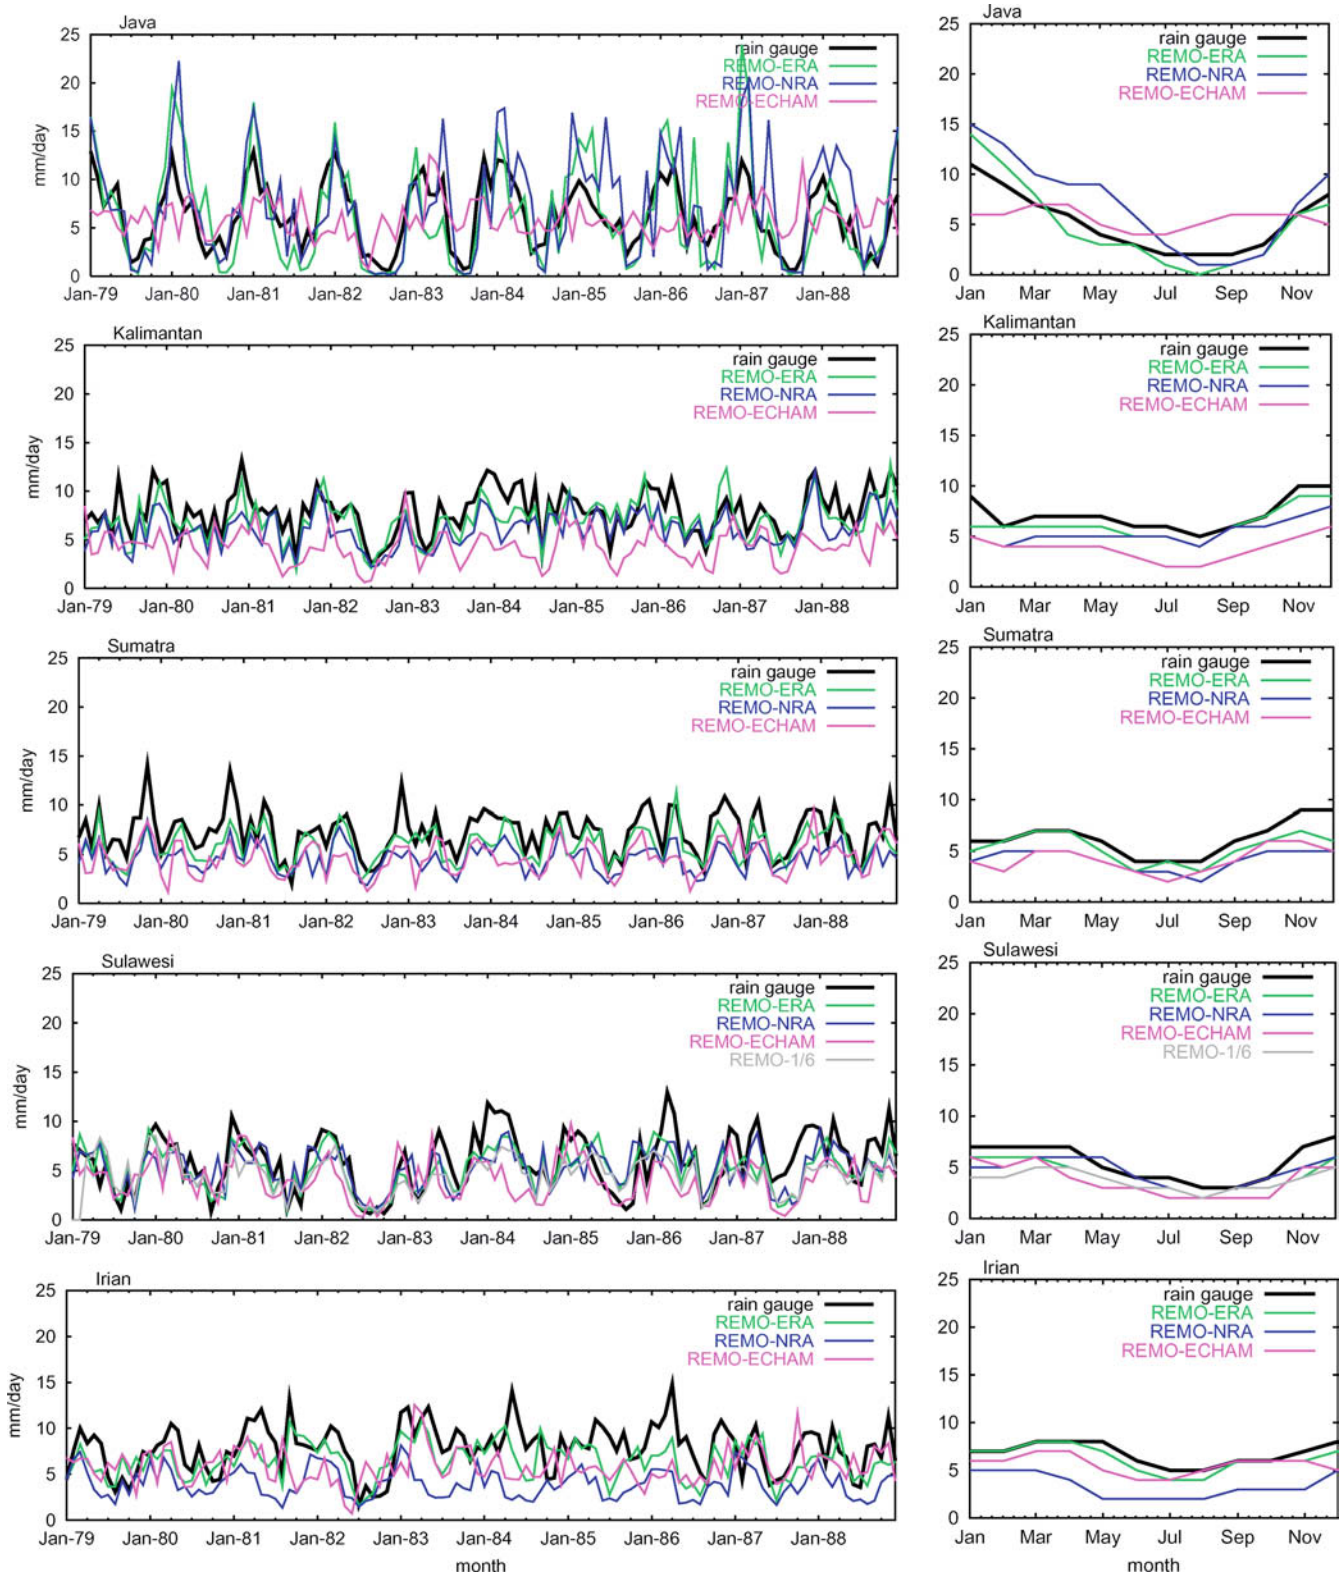 Java
25
20
15
10
5
0
mm/day
rain gauge
REMO-ERA
REMO-NRA
REMO-ECHAM
Jan-79 Jan-80 Jan-81 Jan-82 Jan-83 Jan-84 Jan-85 Jan-86 Jan-87 Jan-88
Java
25
20
15
10
5
0
rain gauge
REMO-ERA
REMO-NRA
REMO-ECHAM
Jan Mar May Jul Sep Nov
Kalimantan
25
20
15
10
5
0
mm/day
rain gauge
REMO-ERA
REMO-NRA
REMO-ECHAM
Jan-79 Jan-80 Jan-81 Jan-82 Jan-83 Jan-84 Jan-85 Jan-86 Jan-87 Jan-88
Kalimantan
25
20
15
10
5
0
rain gauge
REMO-ERA
REMO-NRA
REMO-ECHAM
Jan Mar May Jul Sep Nov
Sumatra
25
20
15
10
5
0
mm/day
rain gauge
REMO-ERA
REMO-NRA
REMO-ECHAM
Jan-79 Jan-80 Jan-81 Jan-82 Jan-83 Jan-84 Jan-85 Jan-86 Jan-87 Jan-88
Sumatra
25
20
15
10
5
0
rain gauge
REMO-ERA
REMO-NRA
REMO-ECHAM
Jan Mar May Jul Sep Nov
Sulawesi
25
20
15
10
5
0
mm/day
rain gauge
REMO-ERA
REMO-NRA
REMO-ECHAM
REMO-1/6
Jan-79 Jan-80 Jan-81 Jan-82 Jan-83 Jan-84 Jan-85 Jan-86 Jan-87 Jan-88
Sulawesi
25
20
15
10
5
0
rain gauge
REMO-ERA
REMO-NRA
REMO-ECHAM
REMO-1/6
Jan Mar May Jul Sep Nov
Irian
25
20
15
10
5
0
mm/day
rain gauge
REMO-ERA
REMO-NRA
REMO-ECHAM
Jan-79 Jan-80 Jan-81 Jan-82 Jan-83 Jan-84 Jan-85 Jan-86 Jan-87 Jan-88
month
Irian
25
20
15
10
5
0
rain gauge
REMO-ERA
REMO-NRA
REMO-ECHAM
Jan Mar May Jul Sep Nov
month